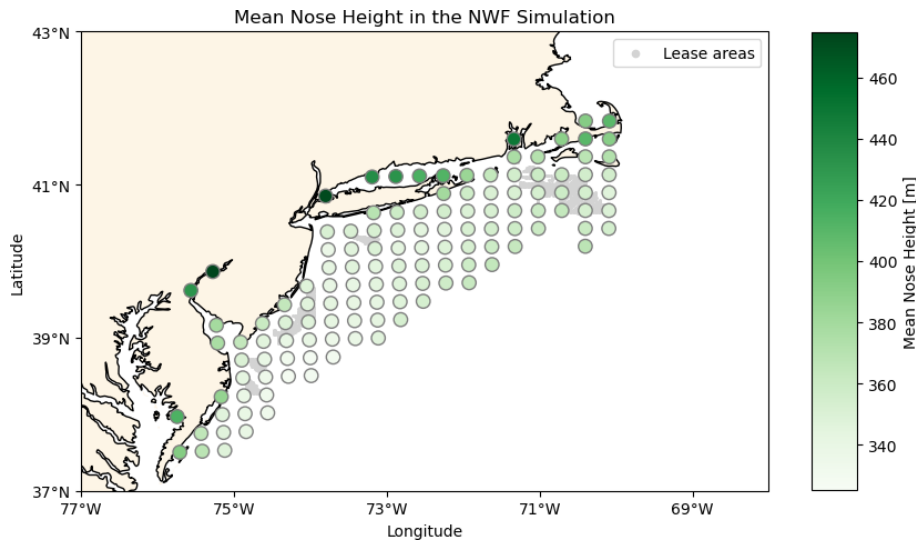 Mean Nose Height in the NWF Simulation
43°N
41°N
39°N
37°N
Latitude
77°W
75°W
73°W
71°W
69°W
Longitude
Lease areas
460
440
420
400
380
360
340
Mean Nose Height [m]